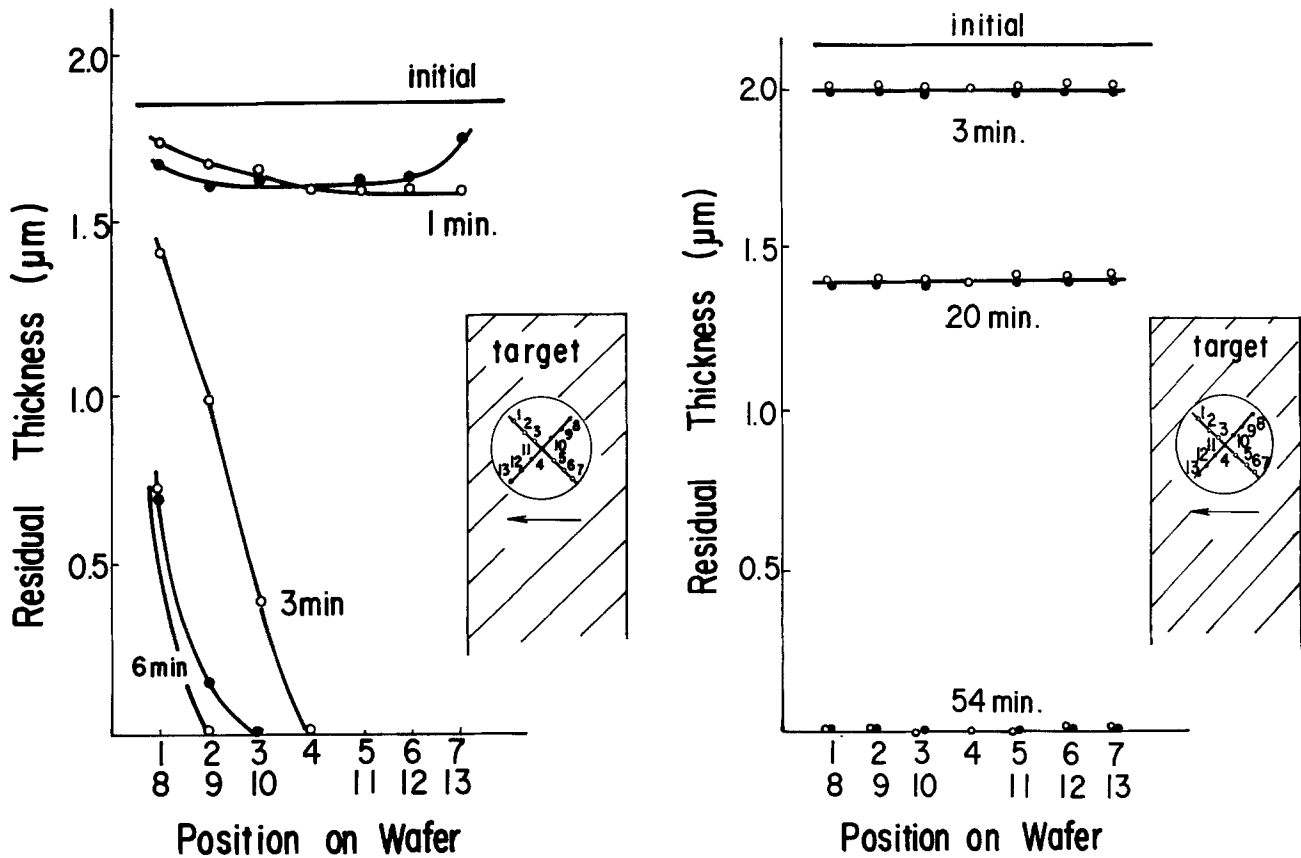 2.0
1.5
1.0
0.5
Residual Thickness (μm)
initial
1 min.
3min
6min
target
1
2
3
4
5
6
7
8
9
10
11
12
13
1 2 3 4 5 6 7
8 9 10 11 12 13
Position on Wafer
initial
2.0
1.5
1.0
0.5
Residual Thickness (μm)
3 min.
20 min.
54 min.
target
1
2
3
4
5
6
7
8
9
10
11
12
13
1 2 3 4 5 6 7
8 9 10 11 12 13
Position on Wafer